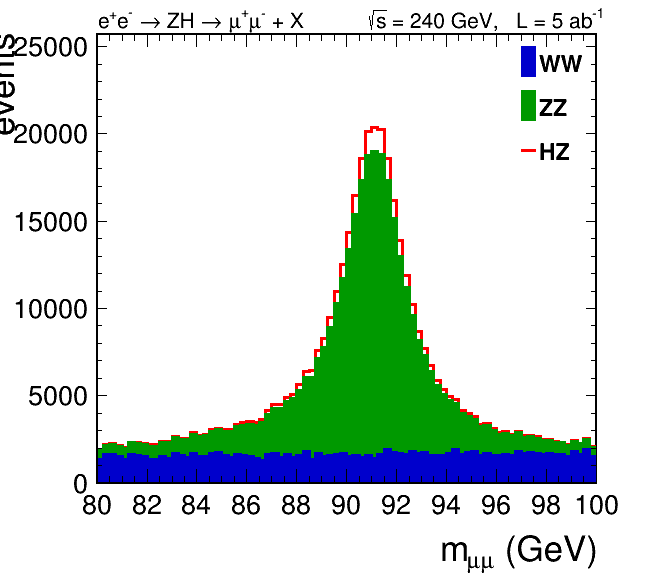 e⁺e⁻ → ZH → μ⁺μ⁻ + X √s = 240 GeV, L = 5 ab⁻¹
events
25000
20000
15000
10000
5000
0
WW
ZZ
HZ
80 82 84 86 88 90 92 94 96 98 100
m_μμ (GeV)